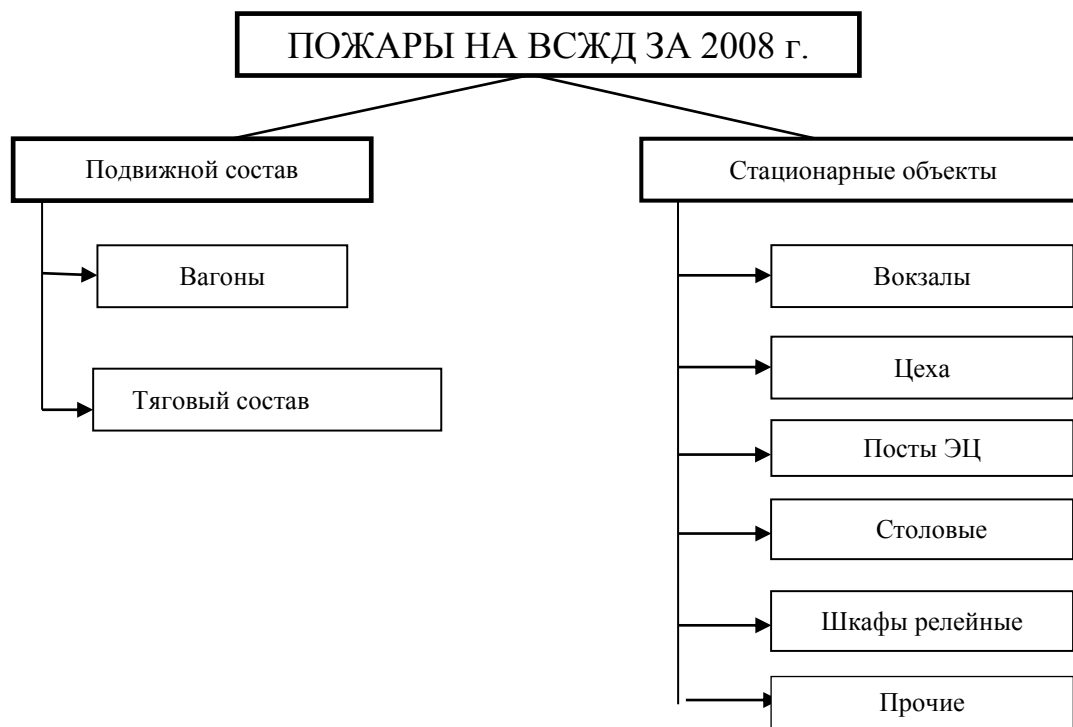 ПОЖАРЫ НА ВСЖД ЗА 2008 г.
Подвижной состав
Вагоны
Тяговый состав
Стационарные объекты
Вокзалы
Цеха
Посты ЭЦ
Столовые
Шкафы релейные
Прочие